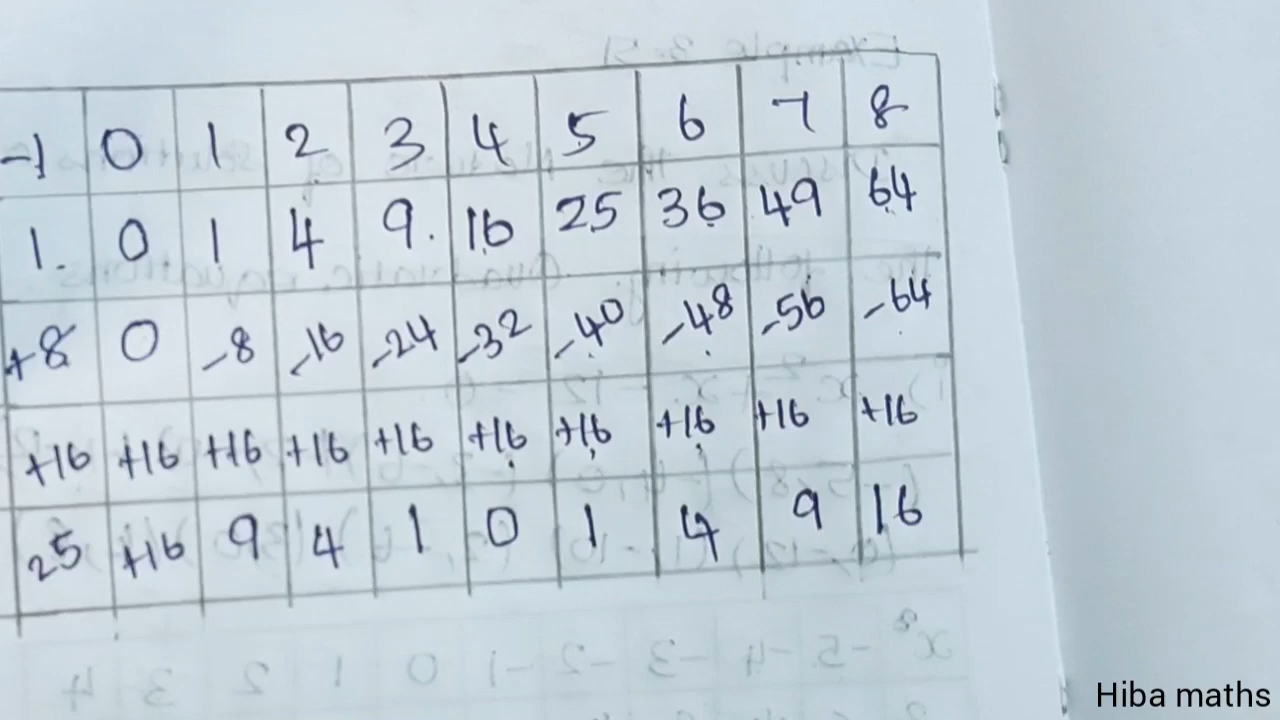 -1 0 1 2 3 4 5 6 7 8
1. 0 1 4 9. 16 25 36 49 64
+8 0 -8 -16 -24 -32 -40 -48 -56 -64
+16 +16 +16 +16 +16 +16 +16 +16 +16 +16
25 +16 9 4 1 0 1 4 9 16
Hiba maths